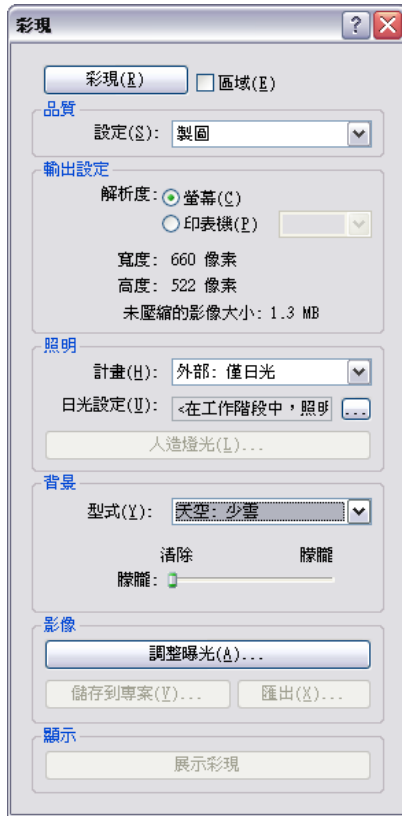 彩現
彩現(R) 區域(E)
品質
設定(S): 製圖
輸出設定
解析度: 螢幕(C)
印表機(P)
寬度: 660 像素
高度: 522 像素
未壓縮的影像大小: 1.3 MB
照明
計畫(H): 外部: 僅日光
日光設定(U): <在工作階段中，照明 ...
人造燈光(L)...
背景
型式(Y): 天空: 少雲
清除 朦朧
朦朧:
影像
調整曝光(A)...
儲存到專案(V)... 匯出(X)...
顯示
展示彩現